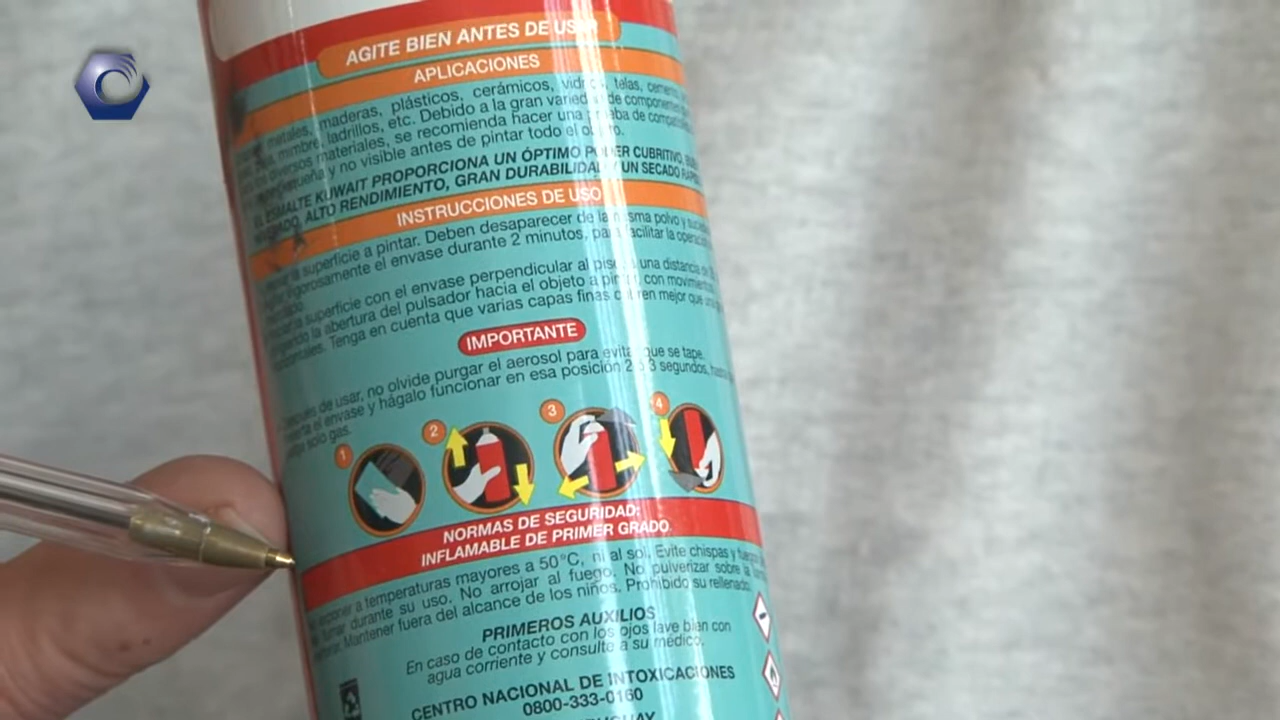 AGITE BIEN ANTES DE
APLICACIONES
metales, maderas, plásticos, cerámicos, telas,
mimbre, ladrillos, etc. Debido a la gran de
diversos materiales, se recomienda hacer una de
y no visible antes de pintar todo el
EL ESMALTE KUWAIT PROPORCIONA UN ÓPTIMO PODER CUBRITIVO,
ALTO RENDIMIENTO, GRAN DURABILIDAD UN SECADO
INSTRUCCIONES DE USO
superficie a pintar. Deben desaparecer de la misma polvo y
vigorosamente el envase durante 2 minutos, para facilitar la
superficie con el envase perpendicular al piso a una distancia de
la abertura del pulsador hacia el objeto a pintar, con
Tenga en cuenta que varias capas finas cubren mejor que
IMPORTANTE
de usar, no olvide purgar el aerosol para evitar que se tape.
el envase y hágalo funcionar en esa posición 2 ó 3 segundos,
solo gas.
1 2 3 4
NORMAS DE SEGURIDAD:
INFLAMABLE DE PRIMER GRADO.
exponer a temperaturas mayores a 50°C, ni al sol. Evite chispas y
durante su uso. No arrojar al fuego. No pulverizar sobre
Mantener fuera del alcance de los niños. Prohibido su rellenado.
PRIMEROS AUXILIOS
En caso de contacto con los ojos lave bien con
agua corriente y consulte a su médico.
CENTRO NACIONAL DE INTOXICACIONES
0800-333-0160